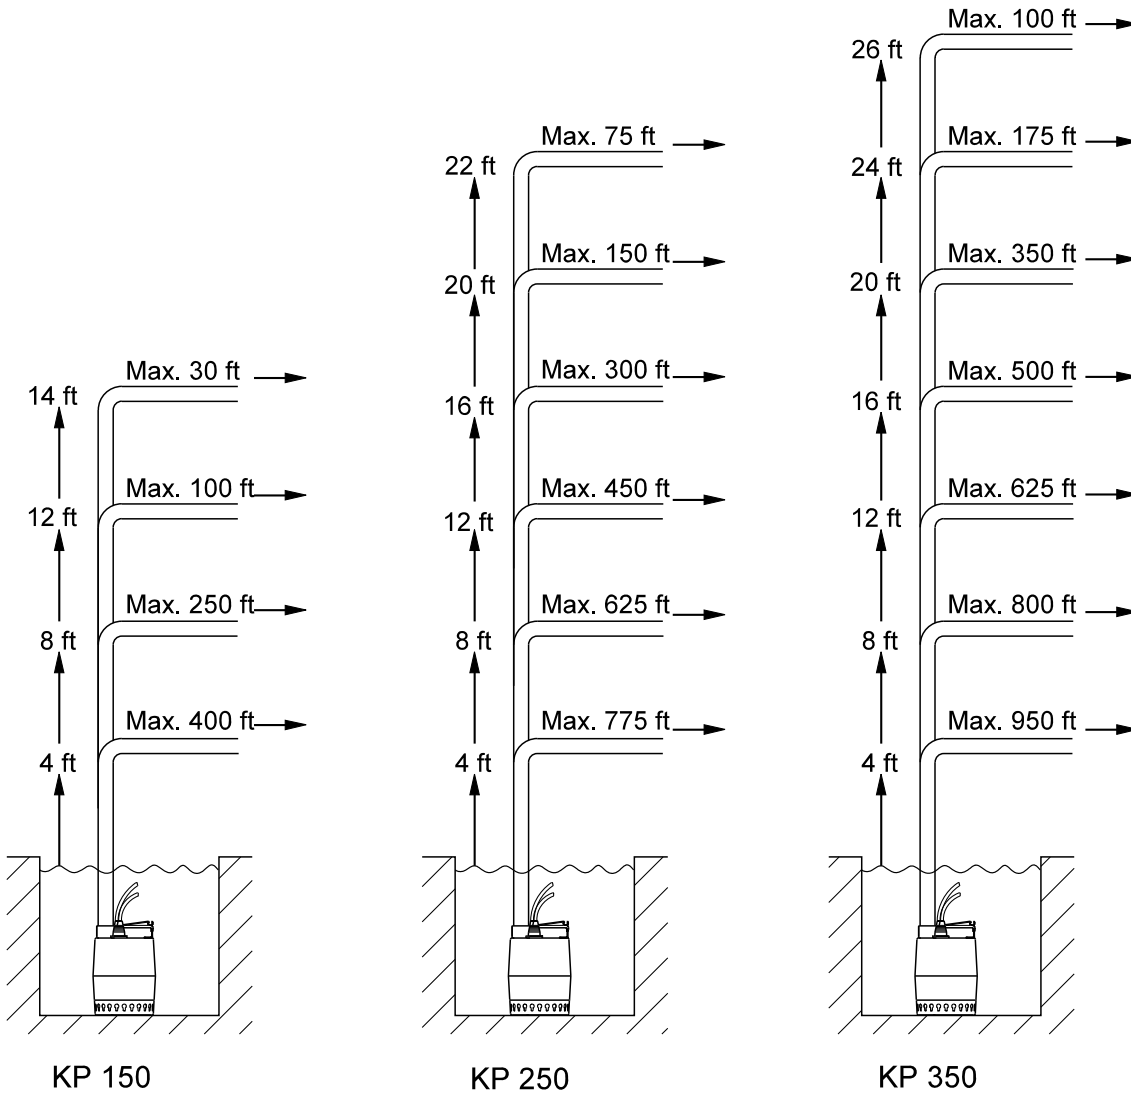 Max. 30 ft
14 ft
Max. 100 ft
12 ft
Max. 250 ft
8 ft
Max. 400 ft
4 ft
KP 150
Max. 75 ft
22 ft
Max. 150 ft
20 ft
Max. 300 ft
16 ft
Max. 450 ft
12 ft
Max. 625 ft
8 ft
Max. 775 ft
4 ft
KP 250
Max. 100 ft
26 ft
Max. 175 ft
24 ft
Max. 350 ft
20 ft
Max. 500 ft
16 ft
Max. 625 ft
12 ft
Max. 800 ft
8 ft
Max. 950 ft
4 ft
KP 350